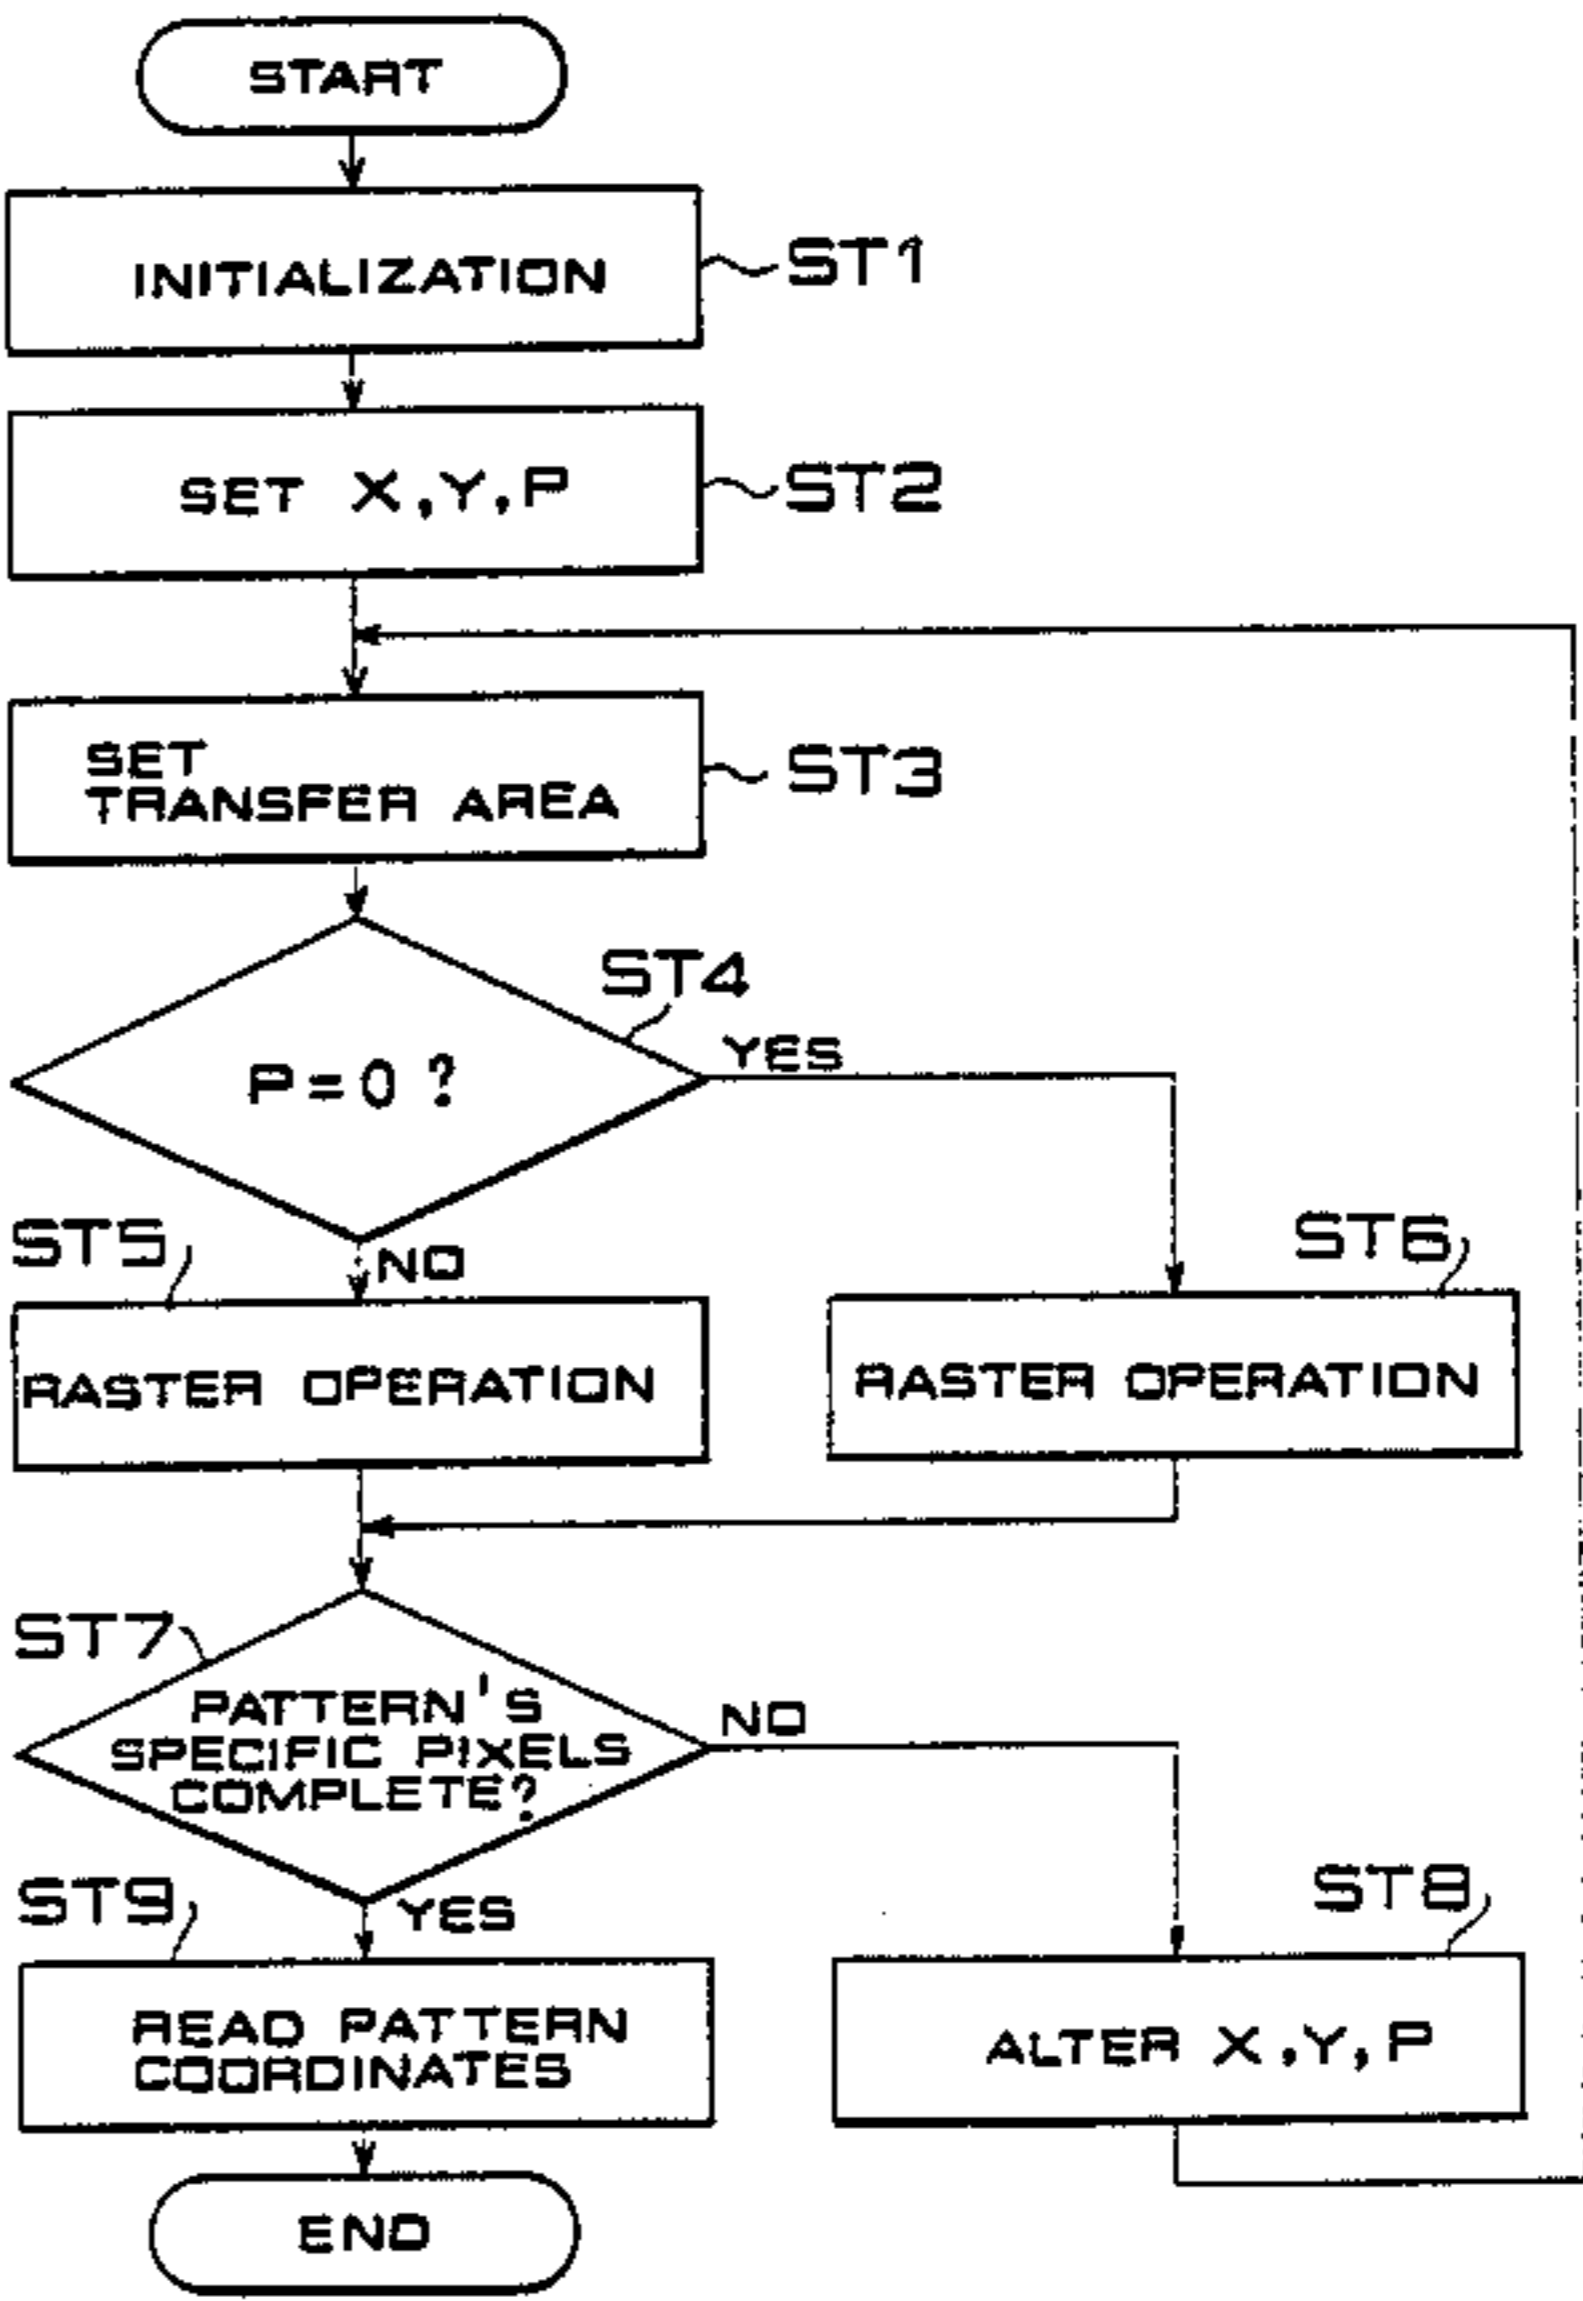 START
INITIALIZATION
ST1
SET X,Y,P
ST2
SET
TRANSFER AREA
ST3
ST4
P=0?
YES
NO
ST5
RASTER OPERATION
ST6
RASTER OPERATION
ST7
PATTERN'S
SPECIFIC PIXELS
COMPLETE?
NO
YES
ST9
READ PATTERN
COORDINATES
ST8
ALTER X,Y,P
END